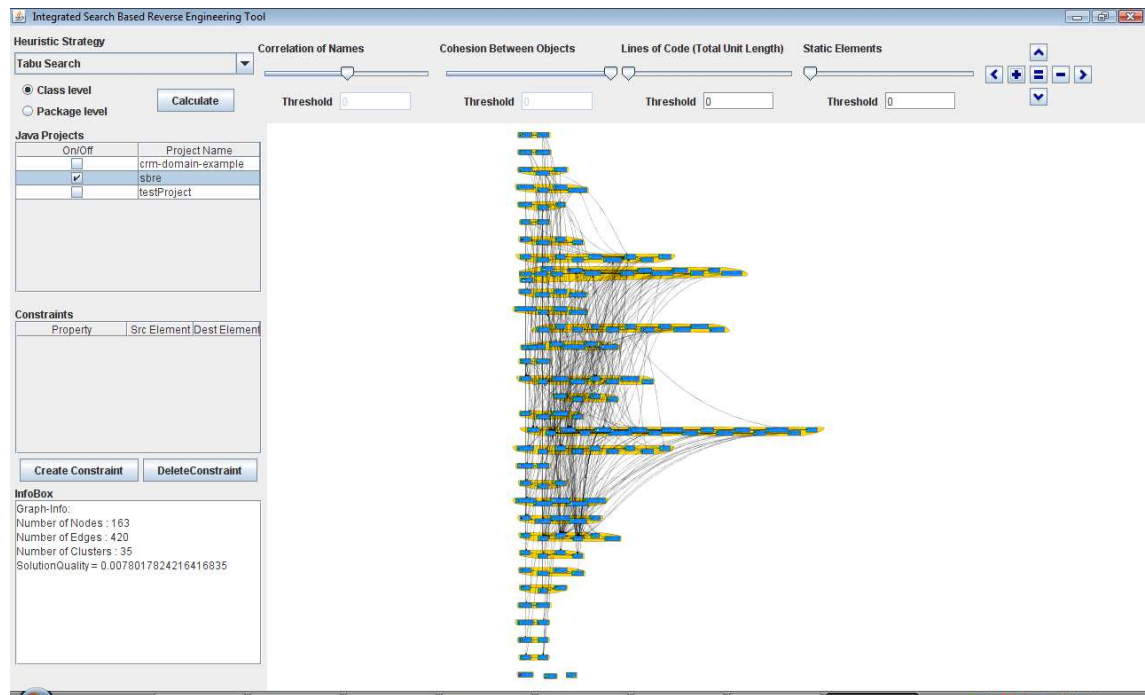 Integrated Search Based Reverse Engineering Tool
Heuristic Strategy
Tabu Search
Class level
Package level
Calculate
Correlation of Names
Threshold 0
Cohesion Between Objects
Threshold 0
Lines of Code (Total Unit Length)
Threshold 0
Static Elements
Threshold 0
Java Projects
On/Off Project Name
crm-domain-example
sbre
testProject
Constraints
Property Src Element Dest Element
Create Constraint DeleteConstraint
InfoBox
Graph-Info:
Number of Nodes : 163
Number of Edges : 420
Number of Clusters : 35
SolutionQuality = 0.0078017824216416835